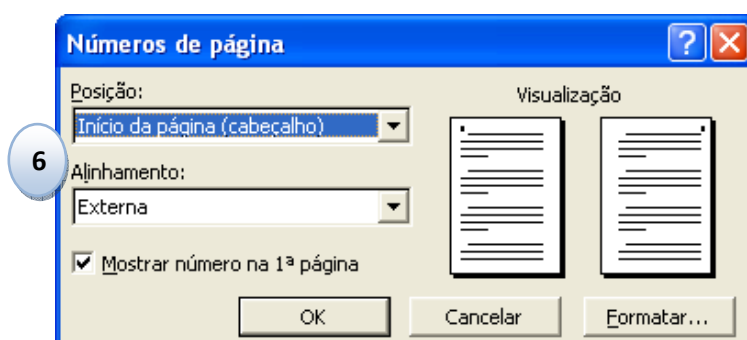 Números de página
Posição:
Visualização
Início da página (cabeçalho)
6
Alinhamento:
Externa
Mostrar número na 1ª página
OK
Cancelar
Formatar...